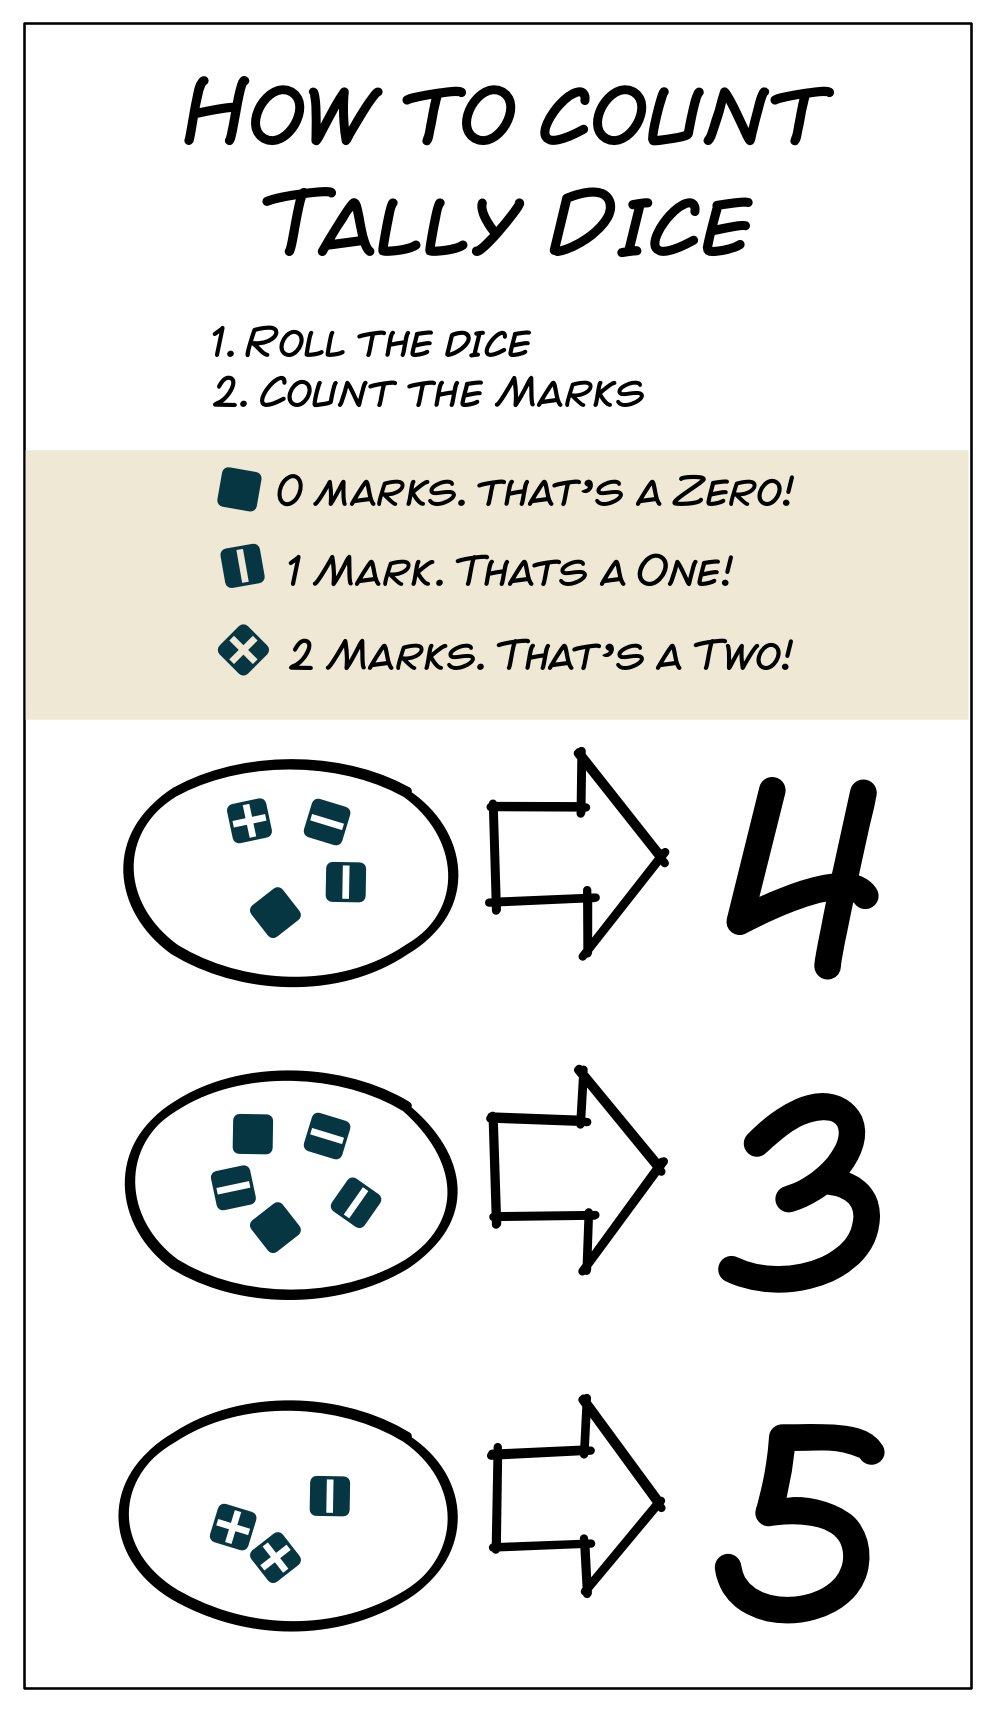 How to count
Tally Dice
1. Roll the dice
2. Count the Marks
0 marks. that's a Zero!
1 Mark. Thats a One!
2 Marks. That's a Two!
4
3
5